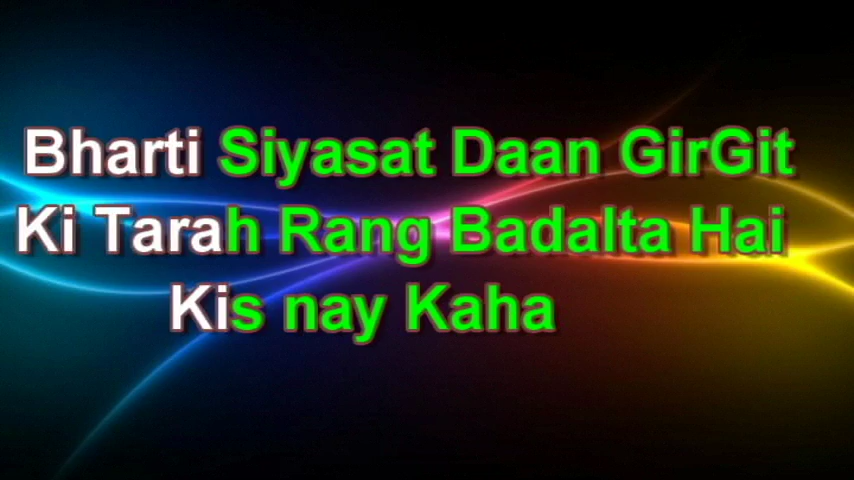 Bharti Siyasat Daan GirGit
Ki Tarah Rang Badalta Hai
Kis nay Kaha